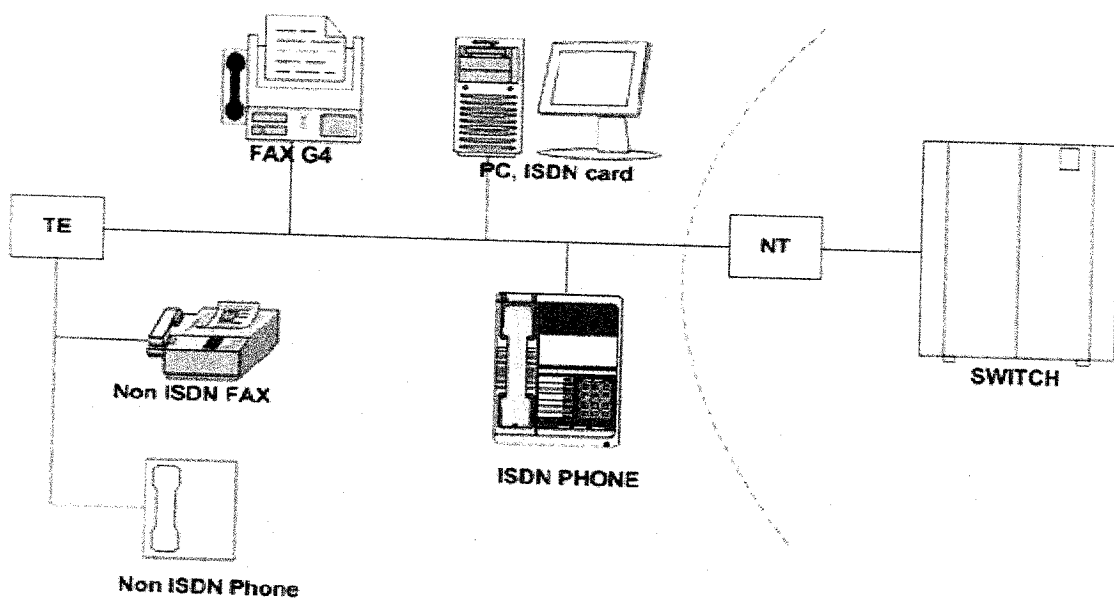 FAX G4
PC, ISDN card
TE
NT
SWITCH
Non ISDN FAX
ISDN PHONE
Non ISDN Phone